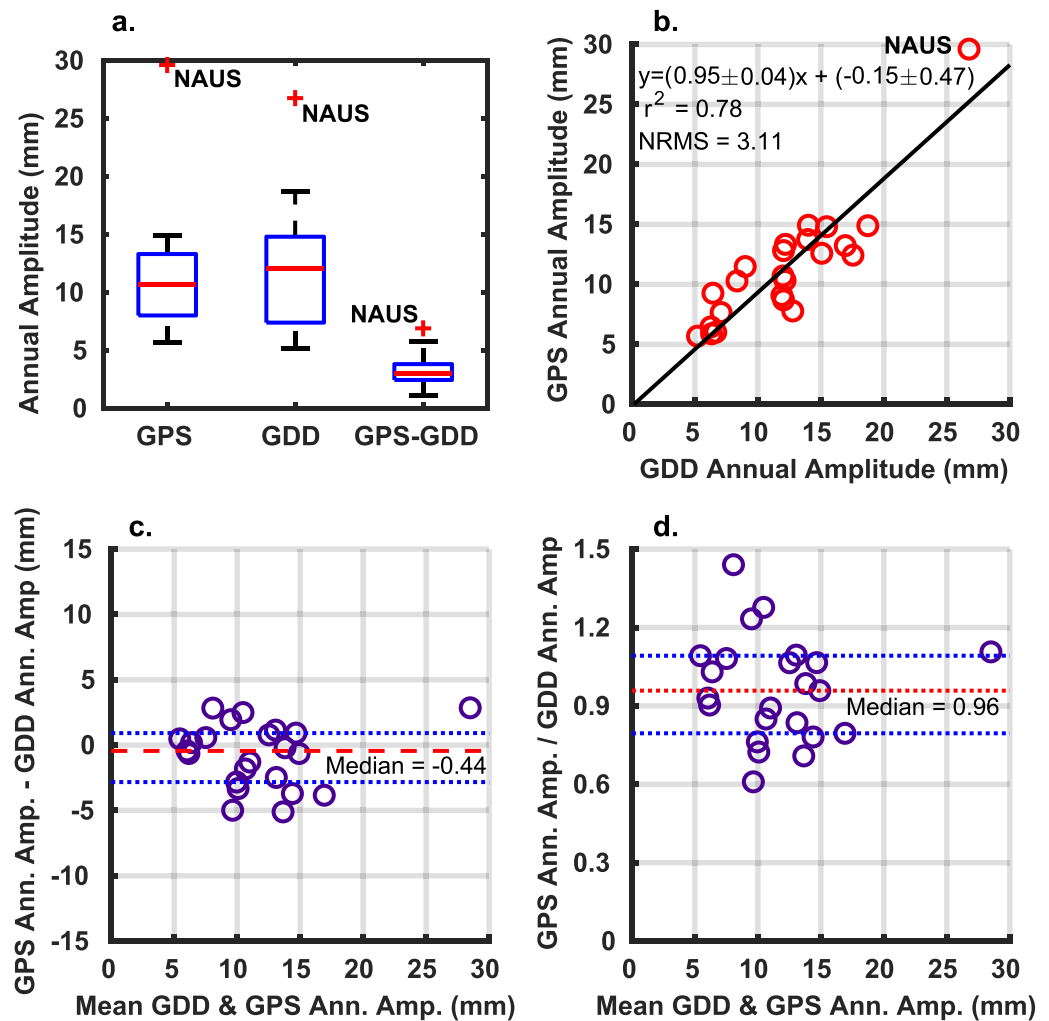 a.
Annual Amplitude (mm)
30
25
20
15
10
5
0
NAUS
NAUS
NAUS
GPS
GDD
GPS-GDD
b.
GPS Annual Amplitude (mm)
30
25
20
15
10
5
0
NAUS
y=(0.95±0.04)x + (-0.15±0.47)
r² = 0.78
NRMS = 3.11
0 5 10 15 20 25 30
GDD Annual Amplitude (mm)
c.
GPS Ann. Amp. - GDD Ann. Amp (mm)
15
10
5
0
-5
-10
-15
Median = -0.44
0 5 10 15 20 25 30
Mean GDD & GPS Ann. Amp. (mm)
d.
GPS Ann. Amp. / GDD Ann. Amp
1.5
1.2
0.9
0.6
0.3
0
Median = 0.96
0 5 10 15 20 25 30
Mean GDD & GPS Ann. Amp. (mm)